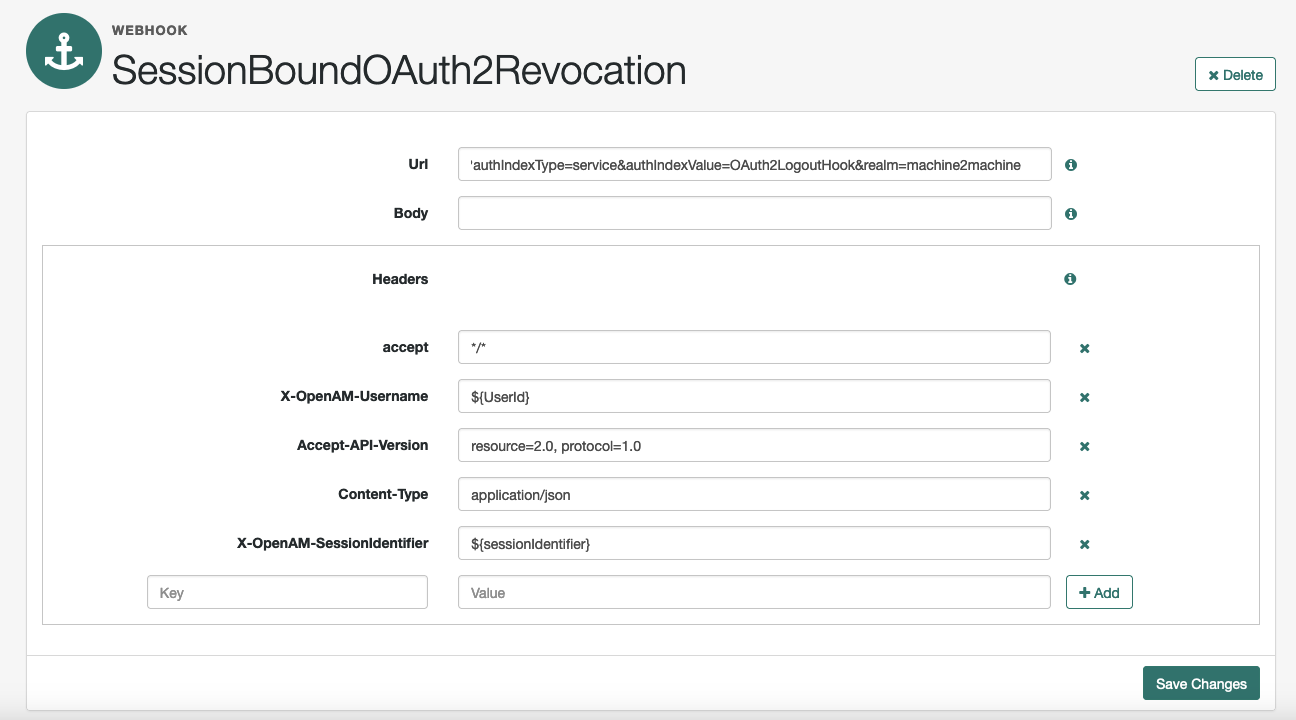 WEBHOOK
SessionBoundOAuth2Revocation
Delete
Url
authIndexType=service&authIndexValue=OAuth2LogoutHook&realm=machine2machine
Body
Headers
accept
*/*
X-OpenAM-Username
${UserId}
Accept-API-Version
resource=2.0, protocol=1.0
Content-Type
application/json
X-OpenAM-SessionIdentifier
${sessionIdentifier}
Key
Value
+ Add
Save Changes